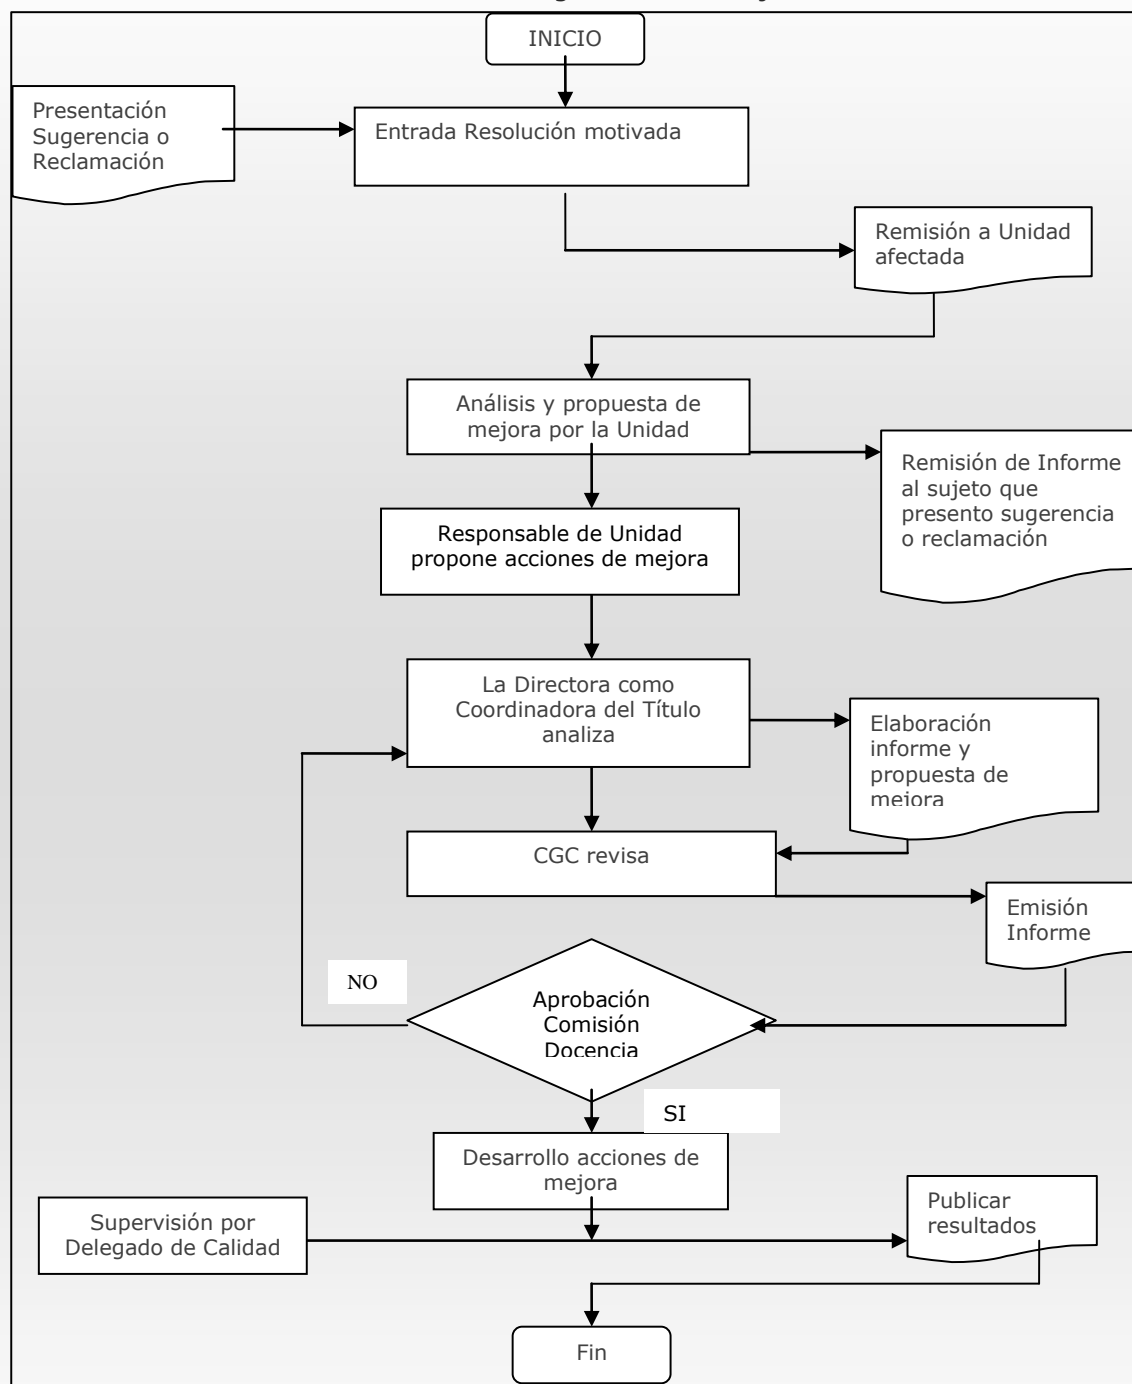 INICIO
Presentación
Sugerencia o
Reclamación
Entrada Resolución motivada
Remisión a Unidad
afectada
Análisis y propuesta de
mejora por la Unidad
Remisión de Informe
al sujeto que
presento sugerencia
o reclamación
Responsable de Unidad
propone acciones de mejora
La Directora como
Coordinadora del Título
analiza
Elaboración
informe y
propuesta de
mejora
CGC revisa
Emisión
Informe
NO
Aprobación
Comisión
Docencia
SI
Desarrollo acciones de
mejora
Supervisión por
Delegado de Calidad
Publicar
resultados
Fin